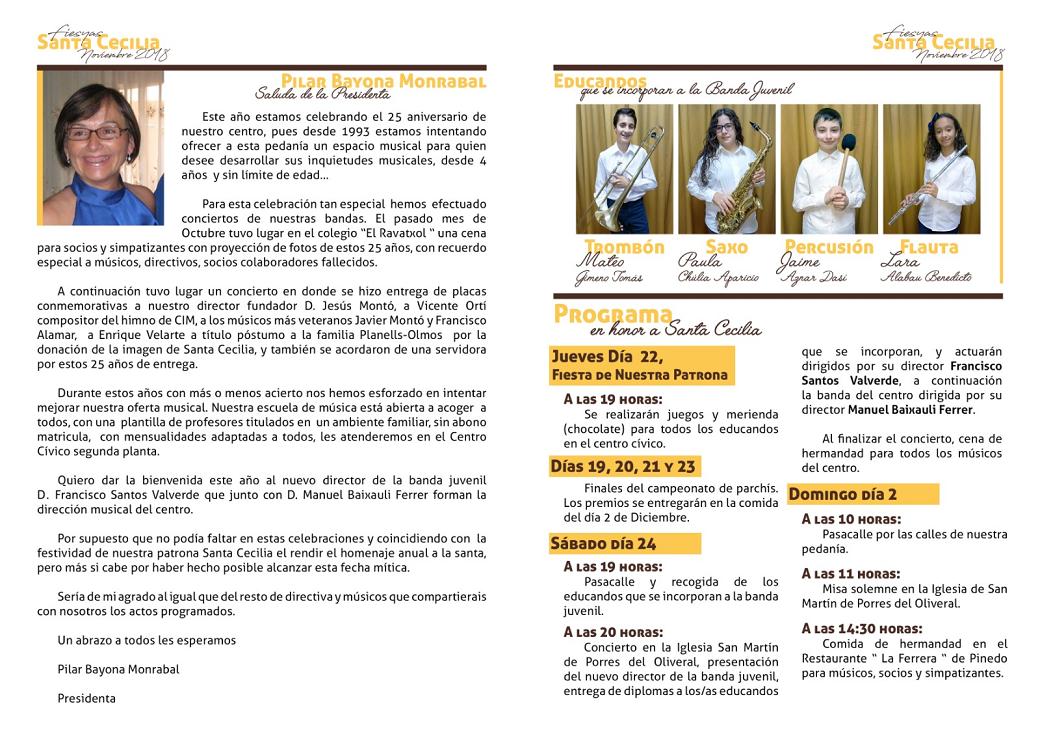 Fiesyas
Santa Cecilia
Noviembre 2018
Pilar Bayona Monrabal
Saluda de la Presidenta
Este año estamos celebrando el 25 aniversario de
nuestro centro, pues desde 1993 estamos intentando
ofrecer a esta pedanía un espacio musical para quien
desee desarrollar sus inquietudes musicales, desde 4
años y sin límite de edad...
Para esta celebración tan especial hemos efectuado
conciertos de nuestras bandas. El pasado mes de
Octubre tuvo lugar en el colegio "El Ravatxol " una cena
para socios y simpatizantes con proyección de fotos de estos 25 años, con recuerdo
especial a músicos, directivos, socios colaboradores fallecidos.
A continuación tuvo lugar un concierto en donde se hizo entrega de placas
conmemorativas a nuestro director fundador D. Jesús Montó, a Vicente Ortí
compositor del himno de CIM, a los músicos más veteranos Javier Montó y Francisco
Alamar, a Enrique Velarte a título póstumo a la familia Planells-Olmos por la
donación de la imagen de Santa Cecilia, y también se acordaron de una servidora
por estos 25 años de entrega.
Durante estos años con más o menos acierto nos hemos esforzado en intentar
mejorar nuestra oferta musical. Nuestra escuela de música está abierta a acoger a
todos, con una plantilla de profesores titulados en un ambiente familiar, sin abono
matricula, con mensualidades adaptadas a todos, les atenderemos en el Centro
Cívico segunda planta.
Quiero dar la bienvenida este año al nuevo director de la banda juvenil
D. Francisco Santos Valverde que junto con D. Manuel Baixauli Ferrer forman la
dirección musical del centro.
Por supuesto que no podía faltar en estas celebraciones y coincidiendo con la
festividad de nuestra patrona Santa Cecilia el rendir el homenaje anual a la santa,
pero más si cabe por haber hecho posible alcanzar esta fecha mítica.
Sería de mi agrado al igual que del resto de directiva y músicos que compartierais
con nosotros los actos programados.
Un abrazo a todos les esperamos
Pilar Bayona Monrabal
Presidenta
Fiesyas
Santa Cecilia
Noviembre 2018
Educandos
que se incorporan a la Banda Juvenil
Trombón
Mateo
Gimeno Tomás
Saxo
Paula
Chulia Aparicio
Percusión
Jaime
Aznar Dasí
Flauta
Lara
Alabau Benedicto
Programa
en honor a Santa Cecilia
Jueves Día 22,
Fiesta de Nuestra Patrona
A las 19 horas:
Se realizarán juegos y merienda
(chocolate) para todos los educandos
en el centro cívico.
Días 19, 20, 21 y 23
Finales del campeonato de parchís.
Los premios se entregarán en la comida
del día 2 de Diciembre.
Sábado día 24
A las 19 horas:
Pasacalle y recogida de los
educandos que se incorporan a la banda
juvenil.
A las 20 horas:
Concierto en la Iglesia San Martín
de Porres del Oliveral, presentación
del nuevo director de la banda juvenil,
entrega de diplomas a los/as educandos
que se incorporan, y actuarán
dirigidos por su director Francisco
Santos Valverde, a continuación
la banda del centro dirigida por su
director Manuel Baixauli Ferrer.
Al finalizar el concierto, cena de
hermandad para todos los músicos
del centro.
Domingo día 2
A las 10 horas:
Pasacalle por las calles de nuestra
pedanía.
A las 11 horas:
Misa solemne en la Iglesia de San
Martín de Porres del Oliveral.
A las 14:30 horas:
Comida de hermandad en el
Restaurante " La Ferrera " de Pinedo
para músicos, socios y simpatizantes.